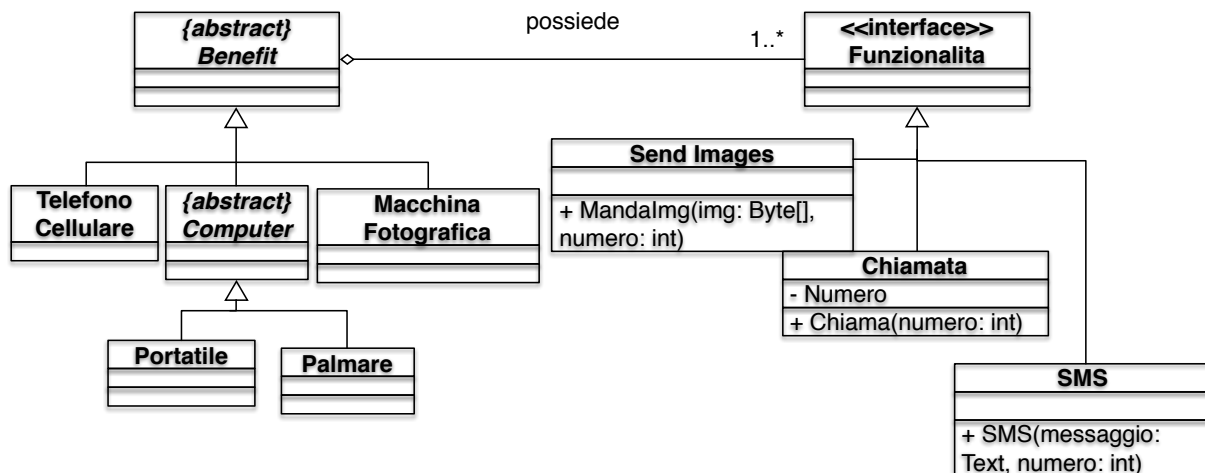 {abstract}
Benefit
possiede
1..*
<<interface>>
Funzionalita
Send Images
+ MandaImg(img: Byte[],
numero: int)
Telefono
Cellulare
{abstract}
Computer
Macchina
Fotografica
Chiamata
- Numero
+ Chiama(numero: int)
Portatile
Palmare
SMS
+ SMS(messaggio:
Text, numero: int)